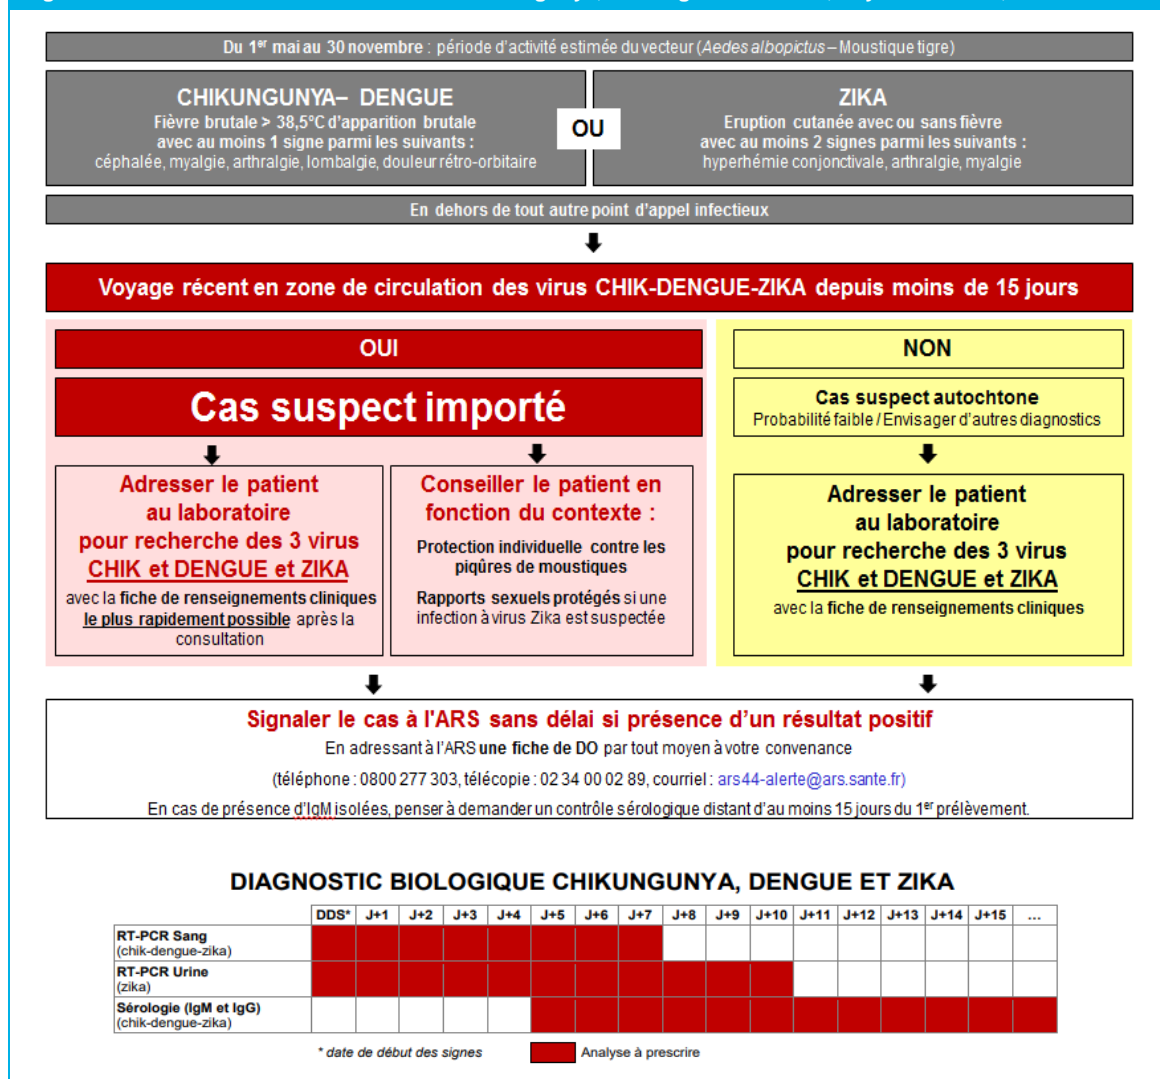 Du 1er mai au 30 novembre : période d'activité estimée du vecteur (Aedes albopictus – Moustique tigre)
CHIKUNGUNYA– DENGUE
Fièvre brutale > 38,5°C d'apparition brutale
avec au moins 1 signe parmi les suivants :
céphalée, myalgie, arthralgie, lombalgie, douleur rétro-orbitaire
OU
ZIKA
Eruption cutanée avec ou sans fièvre
avec au moins 2 signes parmi les suivants :
hyperhémie conjonctivale, arthralgie, myalgie
En dehors de tout autre point d'appel infectieux
Voyage récent en zone de circulation des virus CHIK-DENGUE-ZIKA depuis moins de 15 jours
OUI
Cas suspect importé
Adresser le patient
au laboratoire
pour recherche des 3 virus
CHIK et DENGUE et ZIKA
avec la fiche de renseignements cliniques
le plus rapidement possible après la
consultation
Conseiller le patient en
fonction du contexte :
Protection individuelle contre les
piqûres de moustiques
Rapports sexuels protégés si une
infection à virus Zika est suspectée
NON
Cas suspect autochtone
Probabilité faible / Envisager d'autres diagnostics
Adresser le patient
au laboratoire
pour recherche des 3 virus
CHIK et DENGUE et ZIKA
avec la fiche de renseignements cliniques
Signaler le cas à l'ARS sans délai si présence d'un résultat positif
En adressant à l'ARS une fiche de DO par tout moyen à votre convenance
(téléphone : 0800 277 303, télécopie : 02 34 00 02 89, courriel : ars44-alerte@ars.sante.fr)
En cas de présence d'IgM isolées, penser à demander un contrôle sérologique distant d'au moins 15 jours du 1er prélèvement.
DIAGNOSTIC BIOLOGIQUE CHIKUNGUNYA, DENGUE ET ZIKA
DDS* J+1 J+2 J+3 J+4 J+5 J+6 J+7 J+8 J+9 J+10 J+11 J+12 J+13 J+14 J+15 ...
RT-PCR Sang
(chik-dengue-zika)
RT-PCR Urine
(zika)
Sérologie (IgM et IgG)
(chik-dengue-zika)
* date de début des signes
Analyse à prescrire